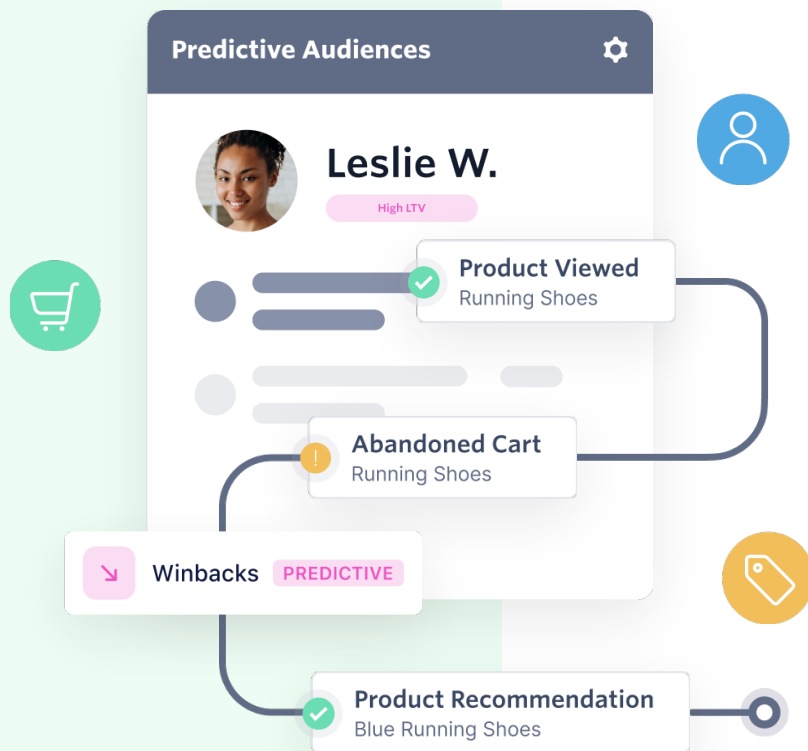 Predictive Audiences
Leslie W.
High LTV
Product Viewed
Running Shoes
Abandoned Cart
Running Shoes
Winbacks PREDICTIVE
Product Recommendation
Blue Running Shoes